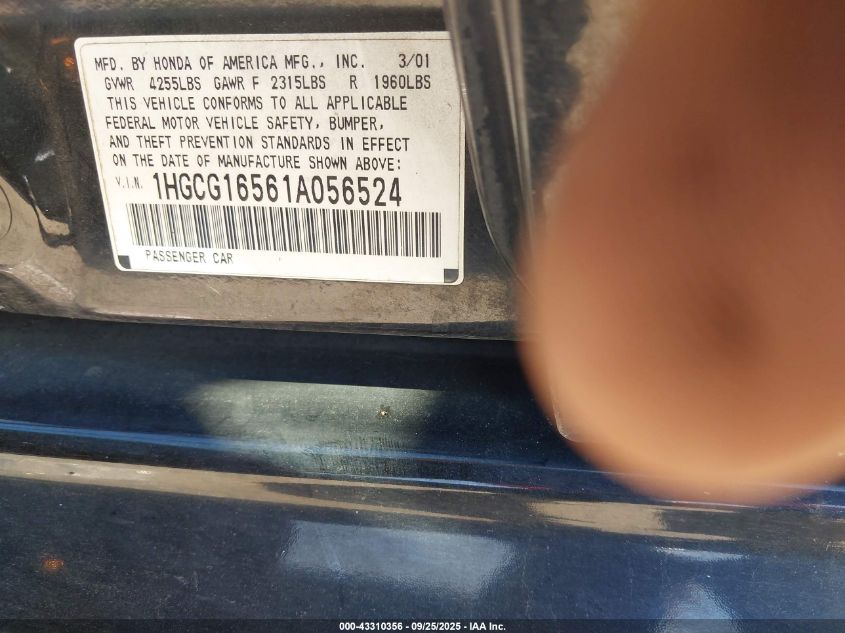 MFD. BY HONDA OF AMERICA MFG., INC. 3/01
GVWR 4255LBS GAWR F 2315LBS R 1960LBS
THIS VEHICLE CONFORMS TO ALL APPLICABLE
FEDERAL MOTOR VEHICLE SAFETY, BUMPER,
AND THEFT PREVENTION STANDARDS IN EFFECT
ON THE DATE OF MANUFACTURE SHOWN ABOVE:
V.I.N. 1HGCG16561A056524
PASSENGER CAR
000-43310356 - 09/25/2025 - IAA Inc.